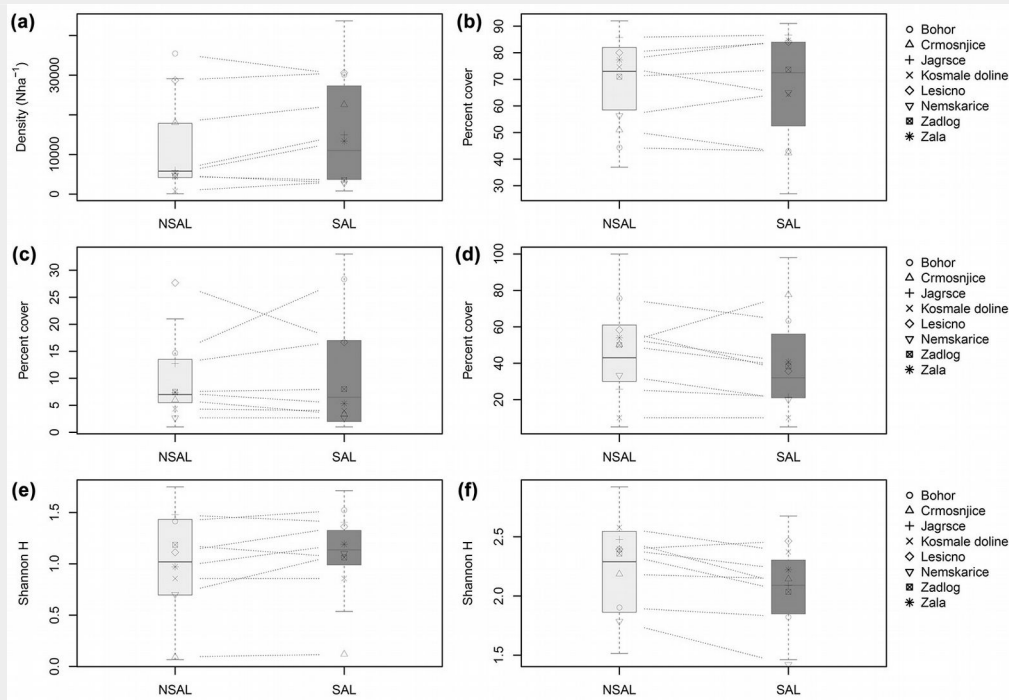 (a)
Density (Nha⁻¹)
30000
10000
0
NSAL
SAL
(b)
Percent cover
90
80
70
60
50
40
30
NSAL
SAL
Bohor
Crmosnjice
Jagrsce
Kosmale doline
Lesicno
Nemskarice
Zadlog
Zala
(c)
Percent cover
30
25
20
15
10
5
0
NSAL
SAL
(d)
Percent cover
100
80
60
40
20
NSAL
SAL
Bohor
Crmosnjice
Jagrsce
Kosmale doline
Lesicno
Nemskarice
Zadlog
Zala
(e)
Shannon H
1.5
1.0
0.5
0.0
NSAL
SAL
(f)
Shannon H
2.5
2.0
1.5
NSAL
SAL
Bohor
Crmosnjice
Jagrsce
Kosmale doline
Lesicno
Nemskarice
Zadlog
Zala